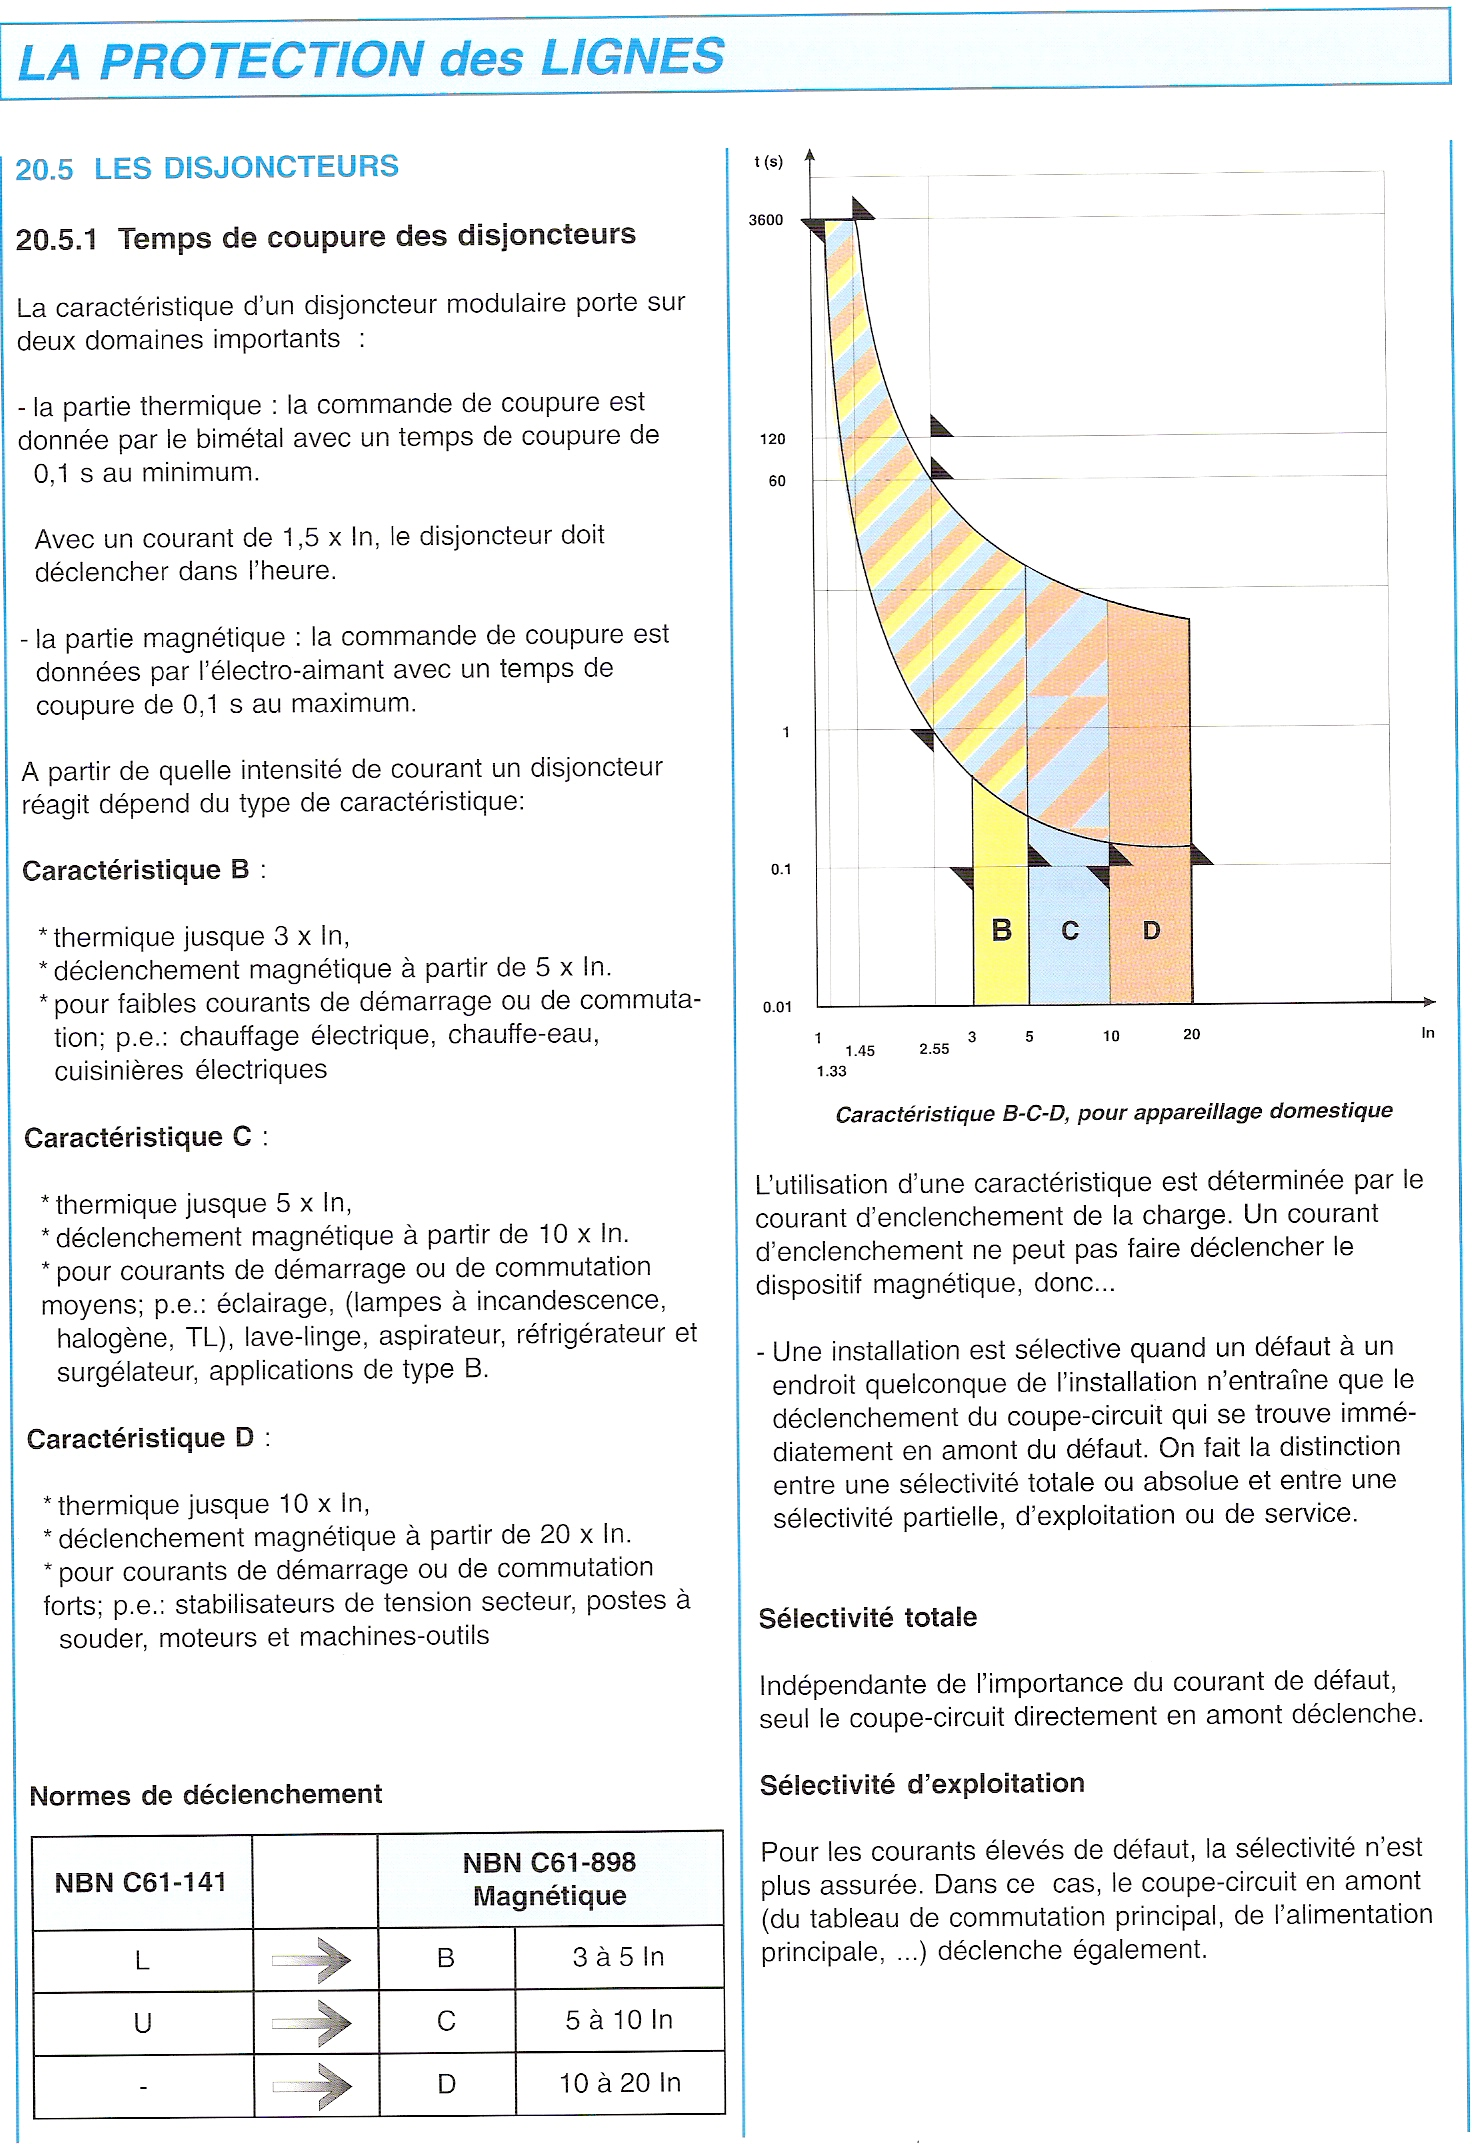 LA PROTECTION des LIGNES
20.5 LES DISJONCTEURS
20.5.1 Temps de coupure des disjoncteurs
La caractéristique d'un disjoncteur modulaire porte sur
deux domaines importants :
- la partie thermique : la commande de coupure est
donnée par le bimétal avec un temps de coupure de
0,1 s au minimum.
Avec un courant de 1,5 x In, le disjoncteur doit
déclencher dans l'heure.
- la partie magnétique : la commande de coupure est
données par l'électro-aimant avec un temps de
coupure de 0,1 s au maximum.
A partir de quelle intensité de courant un disjoncteur
réagit dépend du type de caractéristique:
Caractéristique B :
* thermique jusque 3 x In,
* déclenchement magnétique à partir de 5 x In.
* pour faibles courants de démarrage ou de commuta-
tion; p.e.: chauffage électrique, chauffe-eau,
cuisinières électriques
Caractéristique C :
* thermique jusque 5 x In,
* déclenchement magnétique à partir de 10 x In.
* pour courants de démarrage ou de commutation
moyens; p.e.: éclairage, (lampes à incandescence,
halogène, TL), lave-linge, aspirateur, réfrigérateur et
surgélateur, applications de type B.
Caractéristique D :
* thermique jusque 10 x In,
* déclenchement magnétique à partir de 20 x In.
* pour courants de démarrage ou de commutation
forts; p.e.: stabilisateurs de tension secteur, postes à
souder, moteurs et machines-outils
Normes de déclenchement
NBN C61-141 NBN C61-898
Magnétique
L B 3 à 5 In
U C 5 à 10 In
- D 10 à 20 In
t (s)
3600
120
60
1
0.1
B C D
0.01
1 3 5 10 20 In
1.45 2.55
1.33
Caractéristique B-C-D, pour appareillage domestique
L'utilisation d'une caractéristique est déterminée par le
courant d'enclenchement de la charge. Un courant
d'enclenchement ne peut pas faire déclencher le
dispositif magnétique, donc...
- Une installation est sélective quand un défaut à un
endroit quelconque de l'installation n'entraîne que le
déclenchement du coupe-circuit qui se trouve immé-
diatement en amont du défaut. On fait la distinction
entre une sélectivité totale ou absolue et entre une
sélectivité partielle, d'exploitation ou de service.
Sélectivité totale
Indépendante de l'importance du courant de défaut,
seul le coupe-circuit directement en amont déclenche.
Sélectivité d'exploitation
Pour les courants élevés de défaut, la sélectivité n'est
plus assurée. Dans ce cas, le coupe-circuit en amont
(du tableau de commutation principal, de l'alimentation
principale, ...) déclenche également.